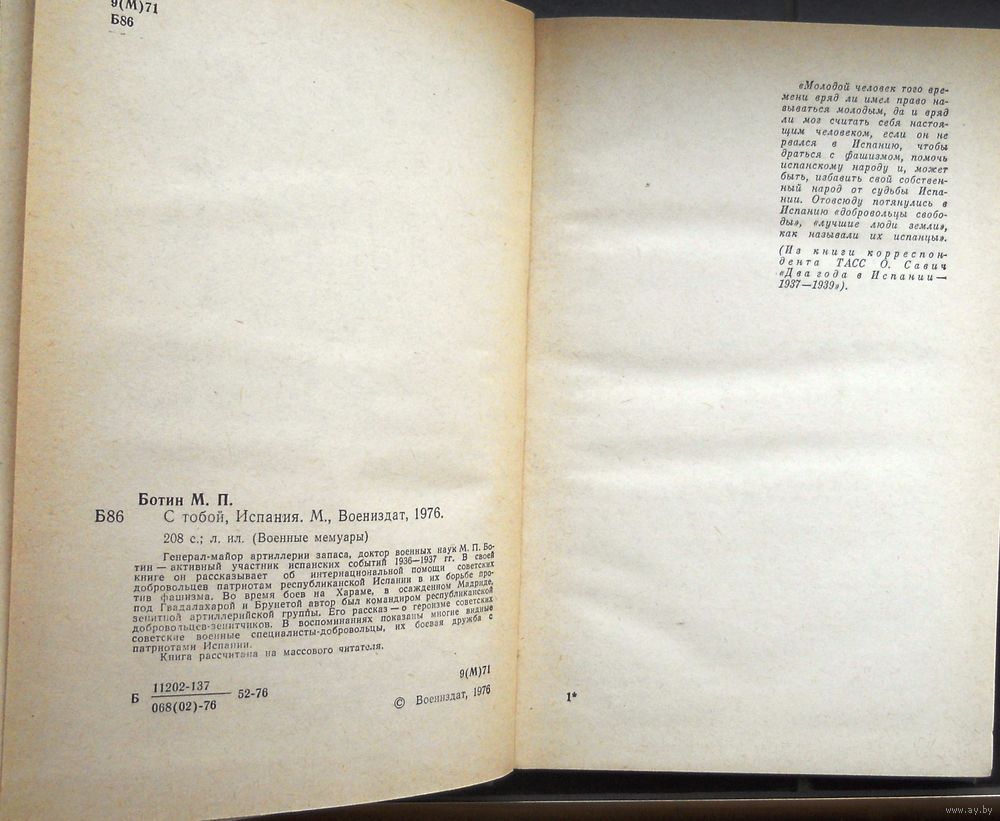 9(М)71
Б86
Ботин М. П.
Б86 С тобой, Испания. М., Воениздат, 1976.
208 с.; л. ил. (Военные мемуары)
Генерал-майор артиллерии запаса, доктор военных наук М. П. Бо-
тин — активный участник испанских событий 1936—1937 гг. В своей
книге он рассказывает об интернациональной помощи советских
добровольцев патриотам республиканской Испании в их борьбе про-
тив фашизма. Во время боев на Хараме, в осажденном Мадриде,
под Гвадалахарой и Брунетой автор был командиром республиканской
зенитной артиллерийской группы. Его рассказ — о героизме советских
добровольцев-зенитчиков. В воспоминаниях показаны многие видные
советские военные специалисты-добровольцы, их боевая дружба с
патриотами Испании.
Книга рассчитана на массового читателя.
Б 11202-137 52-76
068(02)-76
9(М)71
© Воениздат, 1976
«Молодой человек того вре-
мени вряд ли имел право на-
зываться молодым, да и вряд
ли мог считать себя настоя-
щим человеком, если он не
рвался в Испанию, чтобы
драться с фашизмом, помочь
испанскому народу и, может
быть, избавить свой собствен-
ный народ от судьбы Испа-
нии. Отовсюду потянулись в
Испанию «добровольцы свобо-
ды», «лучшие люди земли»,
как называли их испанцы».
(Из книги корреспон-
дента ТАСС О. Савич
«Два года в Испании —
1937—1939»).
1*
www.ay.by